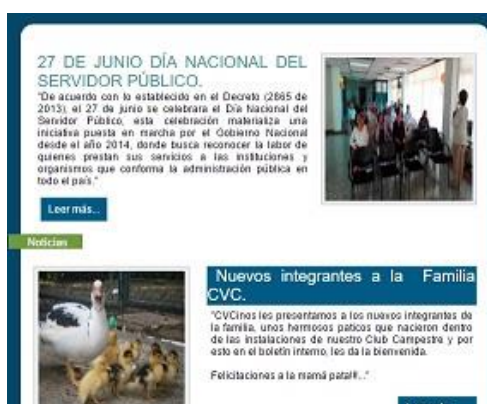 27 DE JUNIO DÍA NACIONAL DEL
SERVIDOR PÚBLICO.
"De acuerdo con lo establecido en el Decreto (2865 de
2013), el 27 de junio se celebrara el Día Nacional del
Servidor Público, esta celebración materializa una
iniciativa puesta en marcha por el Gobierno Nacional
desde el año 2014, donde busca reconocer la labor de
quienes prestan sus servicios a las instituciones y
organismos que conforma la administración pública en
todo el país."
Leer más...
Noticias
Nuevos integrantes a la Familia
CVC.
"CVCinos les presentamos a los nuevos integrantes de
la familia, unos hermosos paticos que nacieron dentro
de las instalaciones de nuestro Club Campestre y por
esto en el boletín interno, les da la bienvenida.
Felicitaciones a la mamá pata!!!..."